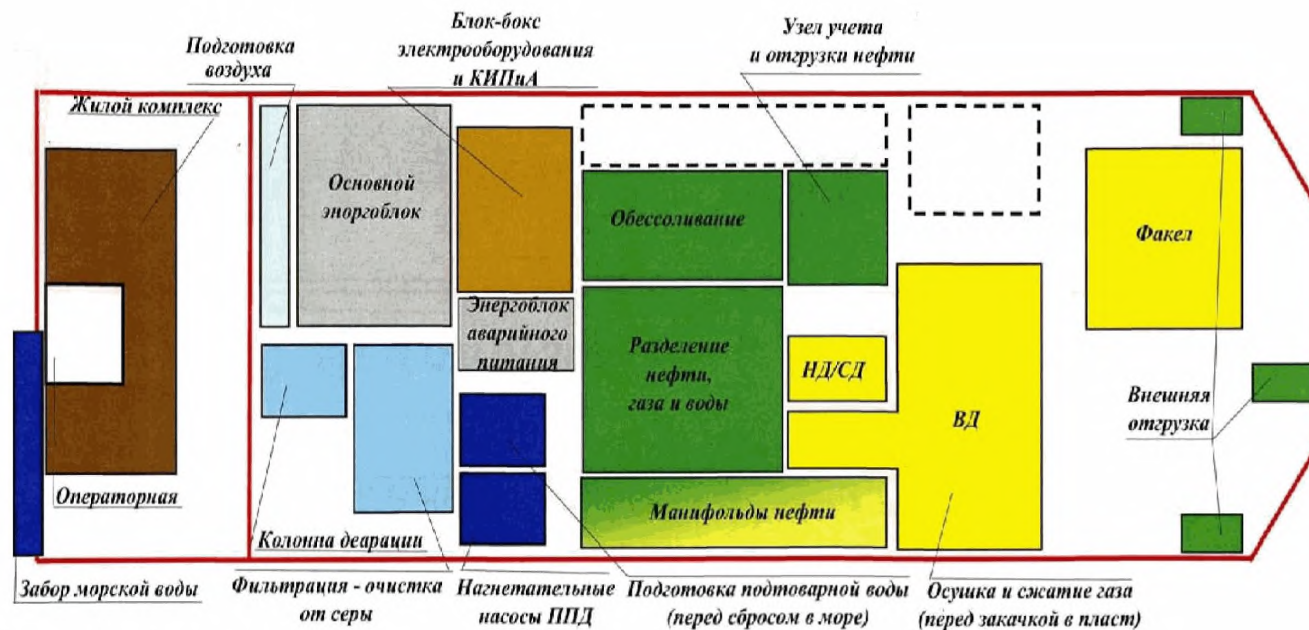 Подготовка
воздуха
Блок-бокс
электрооборудования
и КИПиА
Узел учета
и отгрузки нефти
Жилой комплекс
Основной
эноргоблок
Обессоливание
Факел
Энергоблок
аварийного
питания
Разделение
нефти,
газа и воды
НД/СД
ВД
Внешняя
отгрузка
Операторная
Манифольды нефти
Колонна деарации
Забор морской воды
Фильтрация - очистка
от серы
Нагнетательные
насосы ППД
Подготовка подтоварной воды
(перед сбросом в море)
Осушка и сжатие газа
(перед закачкой в пласт)